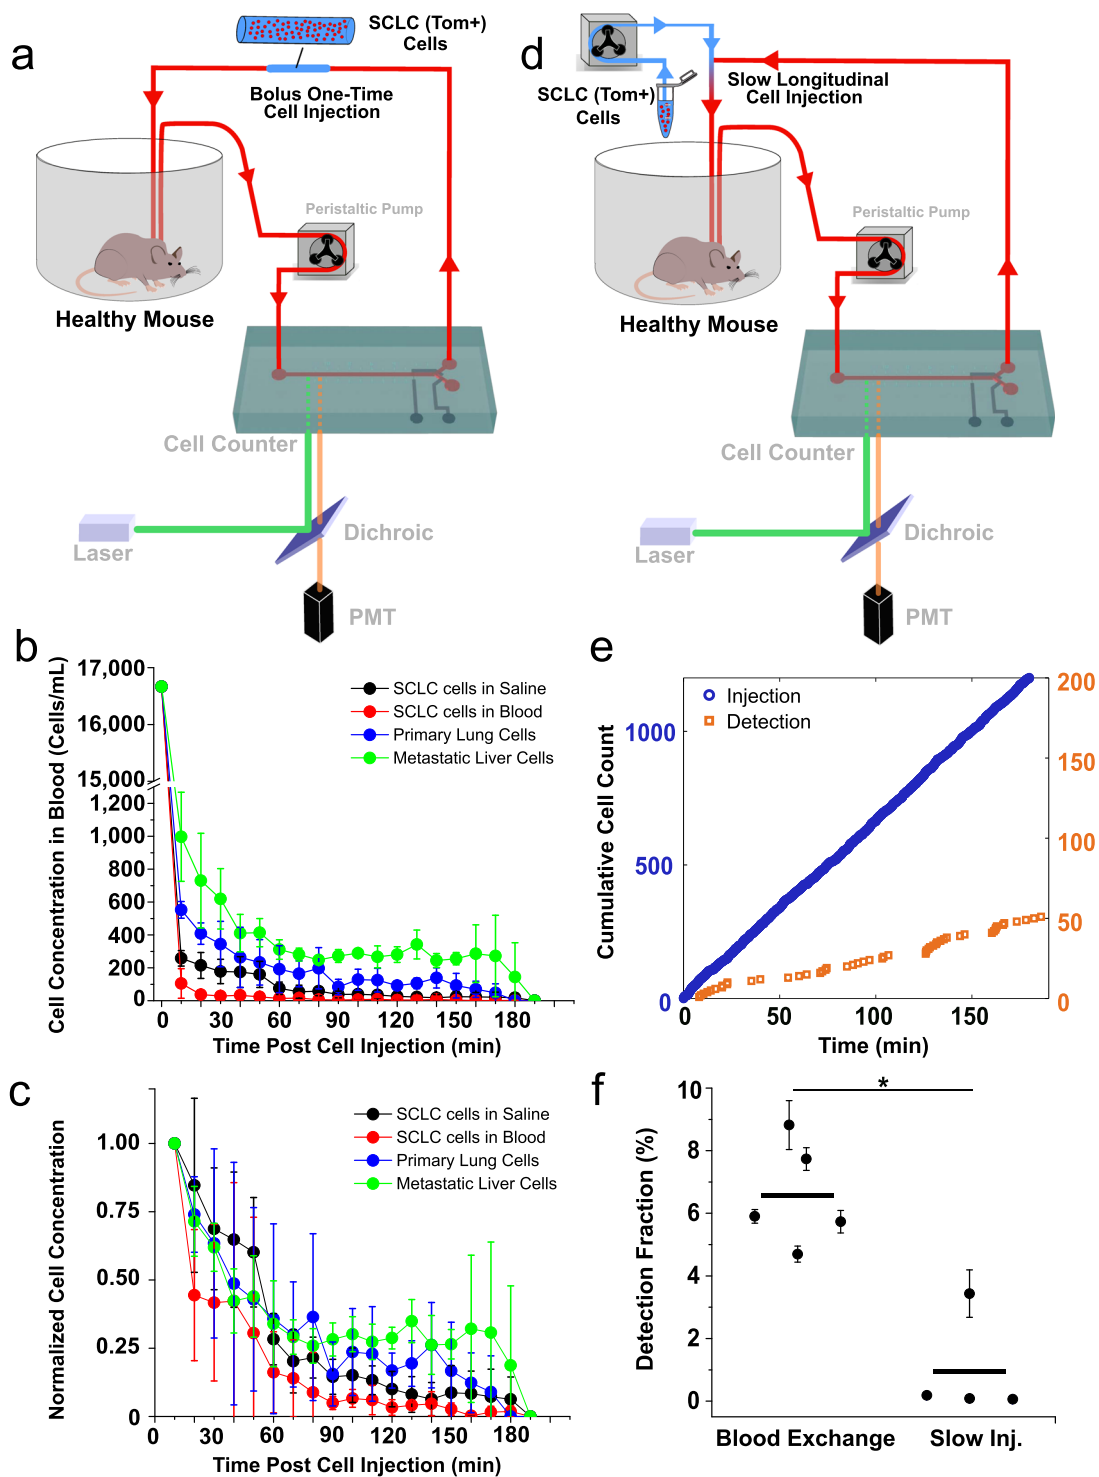 a
SCLC (Tom+)
Cells
Bolus One-Time
Cell Injection
Peristaltic Pump
Healthy Mouse
Cell Counter
Laser
Dichroic
PMT
d
SCLC (Tom+)
Cells
Slow Longitudinal
Cell Injection
Peristaltic Pump
Healthy Mouse
Cell Counter
Laser
Dichroic
PMT
b
Cell Concentration in Blood (Cells/mL)
17,000
16,000
15,000
1,200
1,000
800
600
400
200
0
SCLC cells in Saline
SCLC cells in Blood
Primary Lung Cells
Metastatic Liver Cells
0 30 60 90 120 150 180
Time Post Cell Injection (min)
e
Cumulative Cell Count
1000
500
0
Injection
Detection
200
150
100
50
0
0 50 100 150
Time (min)
c
Normalized Cell Concentration
1.00
0.75
0.50
0.25
0
SCLC cells in Saline
SCLC cells in Blood
Primary Lung Cells
Metastatic Liver Cells
0 30 60 90 120 150 180
Time Post Cell Injection (min)
f
Detection Fraction (%)
10
8
6
4
2
0
*
Blood Exchange Slow Inj.